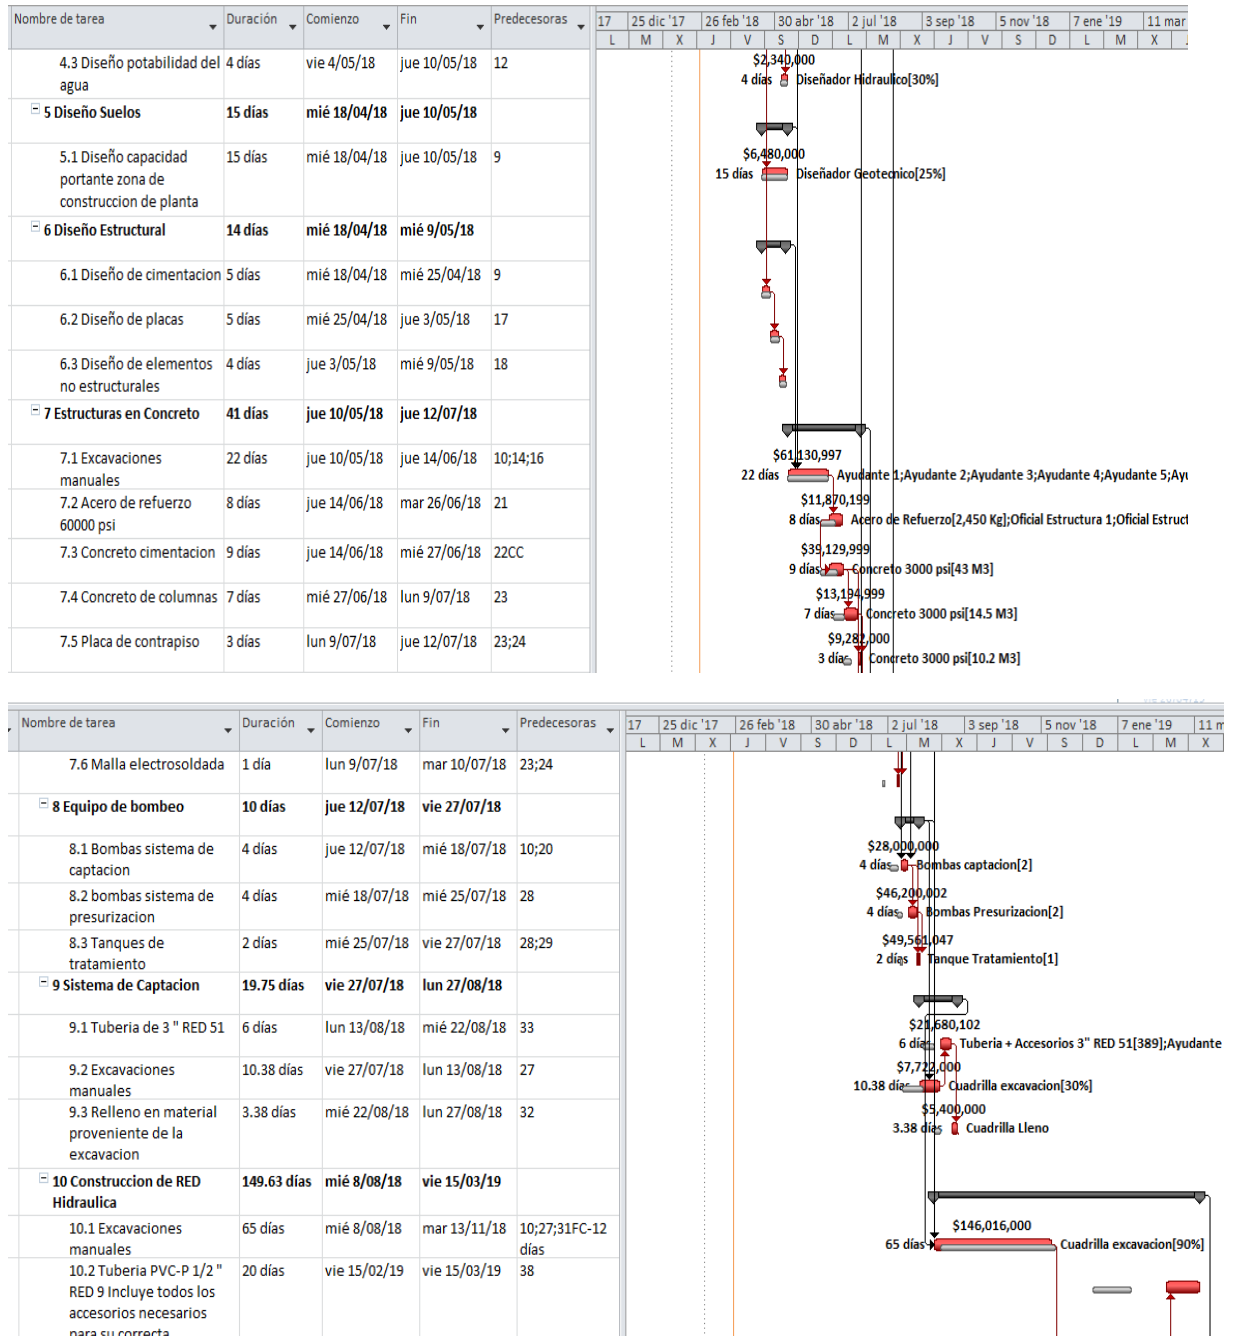 Nombre de tarea Duración Comienzo Fin Predecesoras 17 25 dic '17 26 feb '18 30 abr '18 2 jul '18 3 sep '18 5 nov '18 7 ene '19 11 mar
L M X J V S D L M X J V S D L M X J
4.3 Diseño potabilidad del agua 4 días vie 4/05/18 jue 10/05/18 12
$2,340,000
4 días Diseñador Hidraulico[30%]
5 Diseño Suelos 15 días mié 18/04/18 jue 10/05/18
5.1 Diseño capacidad portante zona de construccion de planta 15 días mié 18/04/18 jue 10/05/18 9
$6,480,000
15 días Diseñador Geotecnico[25%]
6 Diseño Estructural 14 días mié 18/04/18 mié 9/05/18
6.1 Diseño de cimentacion 5 días mié 18/04/18 mié 25/04/18 9
6.2 Diseño de placas 5 días mié 25/04/18 jue 3/05/18 17
6.3 Diseño de elementos no estructurales 4 días jue 3/05/18 mié 9/05/18 18
7 Estructuras en Concreto 41 días jue 10/05/18 jue 12/07/18
7.1 Excavaciones manuales 22 días jue 10/05/18 jue 14/06/18 10;14;16
$61,130,997
22 días Ayudante 1;Ayudante 2;Ayudante 3;Ayudante 4;Ayudante 5;Ayu
7.2 Acero de refuerzo 60000 psi 8 días jue 14/06/18 mar 26/06/18 21
$11,870,199
8 días Acero de Refuerzo[2,450 Kg];Oficial Estructura 1;Oficial Estruct
7.3 Concreto cimentacion 9 días jue 14/06/18 mié 27/06/18 22CC
$39,129,999
9 días Concreto 3000 psi[43 M3]
7.4 Concreto de columnas 7 días mié 27/06/18 lun 9/07/18 23
$13,194,999
7 días Concreto 3000 psi[14.5 M3]
7.5 Placa de contrapiso 3 días lun 9/07/18 jue 12/07/18 23;24
$9,282,000
3 días Concreto 3000 psi[10.2 M3]
Nombre de tarea Duración Comienzo Fin Predecesoras 17 25 dic '17 26 feb '18 30 abr '18 2 jul '18 3 sep '18 5 nov '18 7 ene '19 11 m
L M X J V S D L M X J V S D L M X
7.6 Malla electrosoldada 1 día lun 9/07/18 mar 10/07/18 23;24
8 Equipo de bombeo 10 días jue 12/07/18 vie 27/07/18
8.1 Bombas sistema de captacion 4 días jue 12/07/18 mié 18/07/18 10;20
$28,000,000
4 días Bombas captacion[2]
8.2 bombas sistema de presurizacion 4 días mié 18/07/18 mié 25/07/18 28
$46,200,002
4 días Bombas Presurizacion[2]
8.3 Tanques de tratamiento 2 días mié 25/07/18 vie 27/07/18 28;29
$49,561,047
2 días Tanque Tratamiento[1]
9 Sistema de Captacion 19.75 días vie 27/07/18 lun 27/08/18
9.1 Tuberia de 3 " RED 51 6 días lun 13/08/18 mié 22/08/18 33
$21,680,102
6 días Tuberia + Accesorios 3" RED 51[389];Ayudante
9.2 Excavaciones manuales 10.38 días vie 27/07/18 lun 13/08/18 27
$7,722,000
10.38 días Cuadrilla excavacion[30%]
9.3 Relleno en material proveniente de la excavacion 3.38 días mié 22/08/18 lun 27/08/18 32
$5,400,000
3.38 días Cuadrilla Lleno
10 Construccion de RED Hidraulica 149.63 días mié 8/08/18 vie 15/03/19
10.1 Excavaciones manuales 65 días mié 8/08/18 mar 13/11/18 10;27;31FC-12 días
$146,016,000
65 días Cuadrilla excavacion[90%]
10.2 Tuberia PVC-P 1/2 " RED 9 Incluye todos los accesorios necesarios para su correcta 20 días vie 15/02/19 vie 15/03/19 38